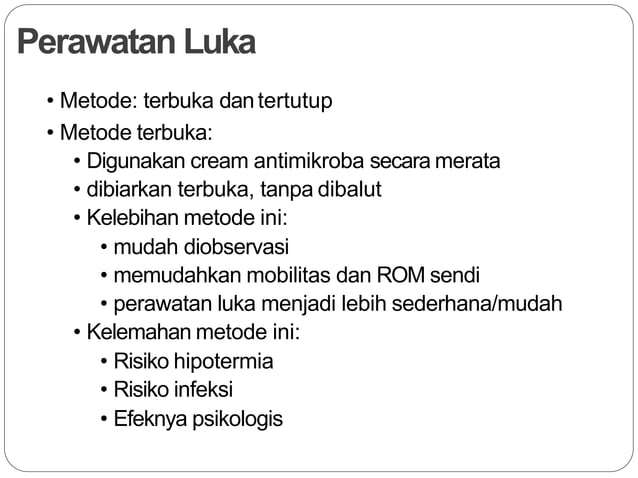 Perawatan Luka
• Metode: terbuka dan tertutup
• Metode terbuka:
• Digunakan cream antimikroba secara merata
• dibiarkan terbuka, tanpa dibalut
• Kelebihan metode ini:
• mudah diobservasi
• memudahkan mobilitas dan ROM sendi
• perawatan luka menjadi lebih sederhana/mudah
• Kelemahan metode ini:
• Risiko hipotermia
• Risiko infeksi
• Efeknya psikologis